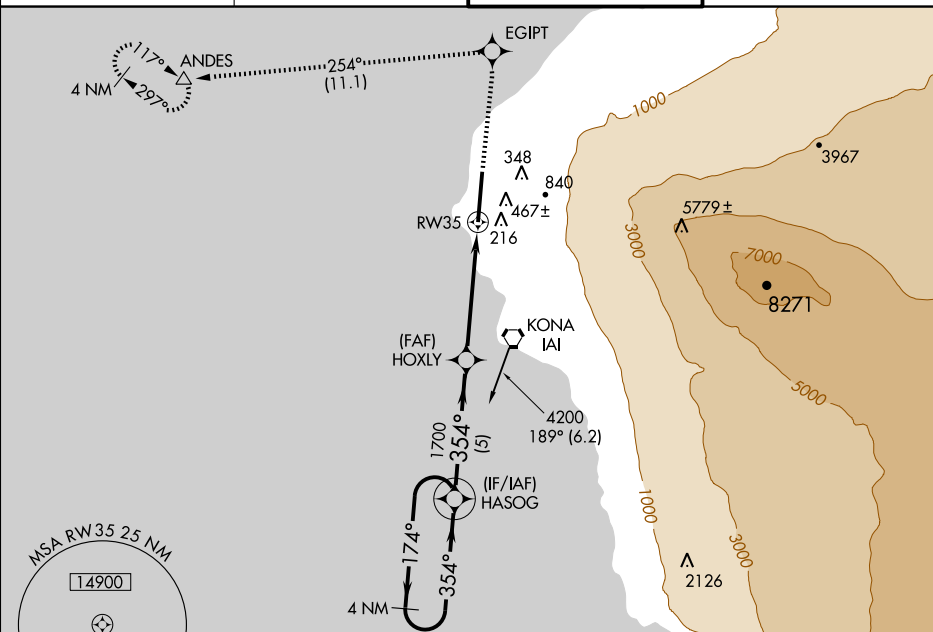 EGIPT
ANDES
117°
297°
4 NM
254°
(11.1)
1000
3967
348
840
467±
RW35
216
5779±
3000
7000
8271
KONA
IAI
(FAF)
HOXLY
5000
4200
189° (6.2)
1700
354°
(5)
(IF/IAF)
HASOG
174°
354°
4 NM
1000
3000
2126
MSA RW35 25 NM
14900